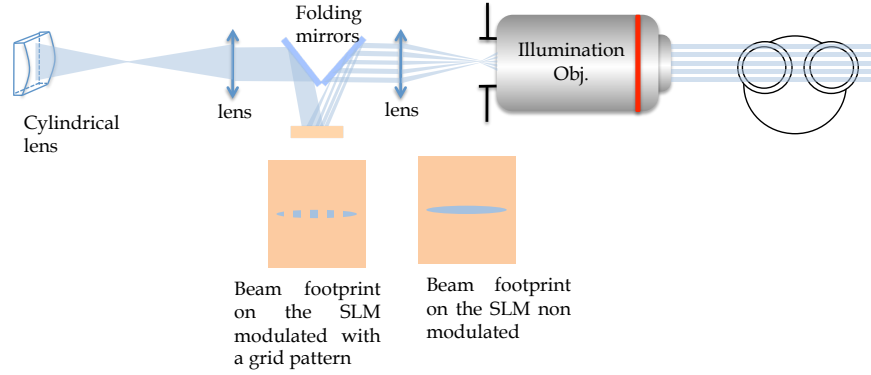 Folding
mirrors
Illumination
Obj.
lens
lens
Cylindrical
lens
Beam footprint
on the SLM
modulated with
a grid pattern
Beam footprint
on the SLM non
modulated